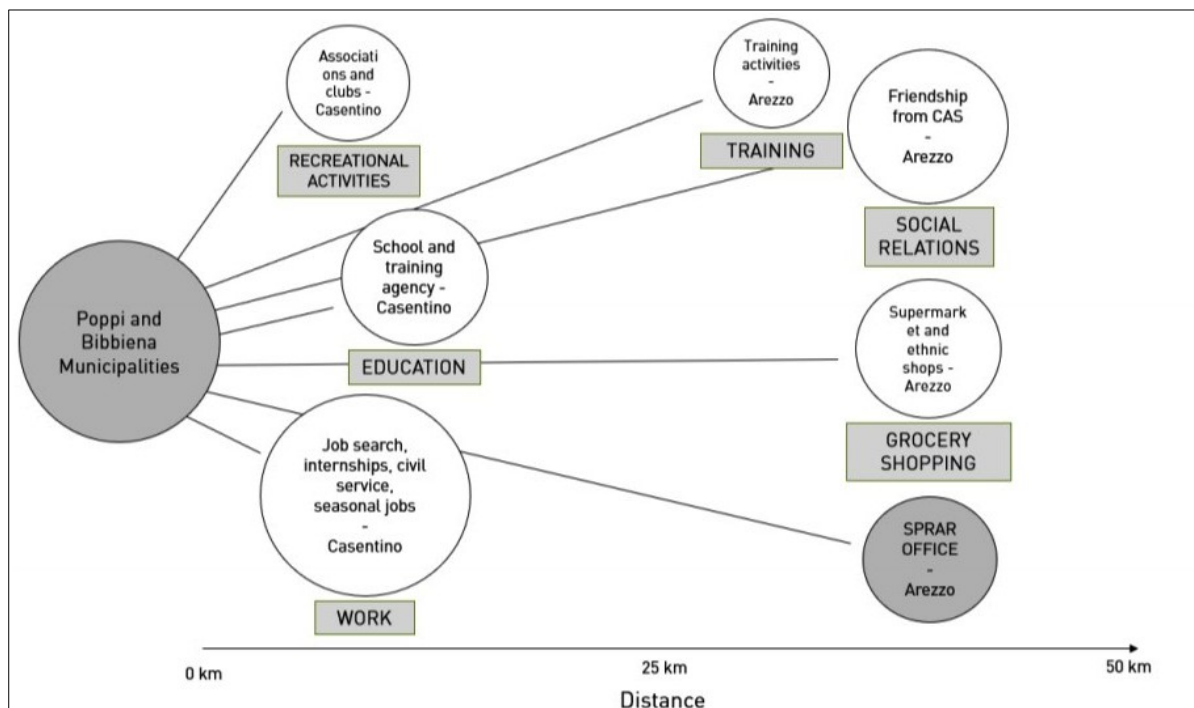 Associati
ons and
clubs -
Casentino
RECREATIONAL
ACTIVITIES
Training
activities
-
Arezzo
TRAINING
Friendship
from CAS
-
Arezzo
SOCIAL
RELATIONS
School and
training
agency -
Casentino
EDUCATION
Poppi and
Bibbiena
Municipalities
Supermark
et and
ethnic
shops -
Arezzo
GROCERY
SHOPPING
Job search,
internships, civil
service,
seasonal jobs
-
Casentino
WORK
SPRAR
OFFICE
-
Arezzo
0 km
25 km
50 km
Distance